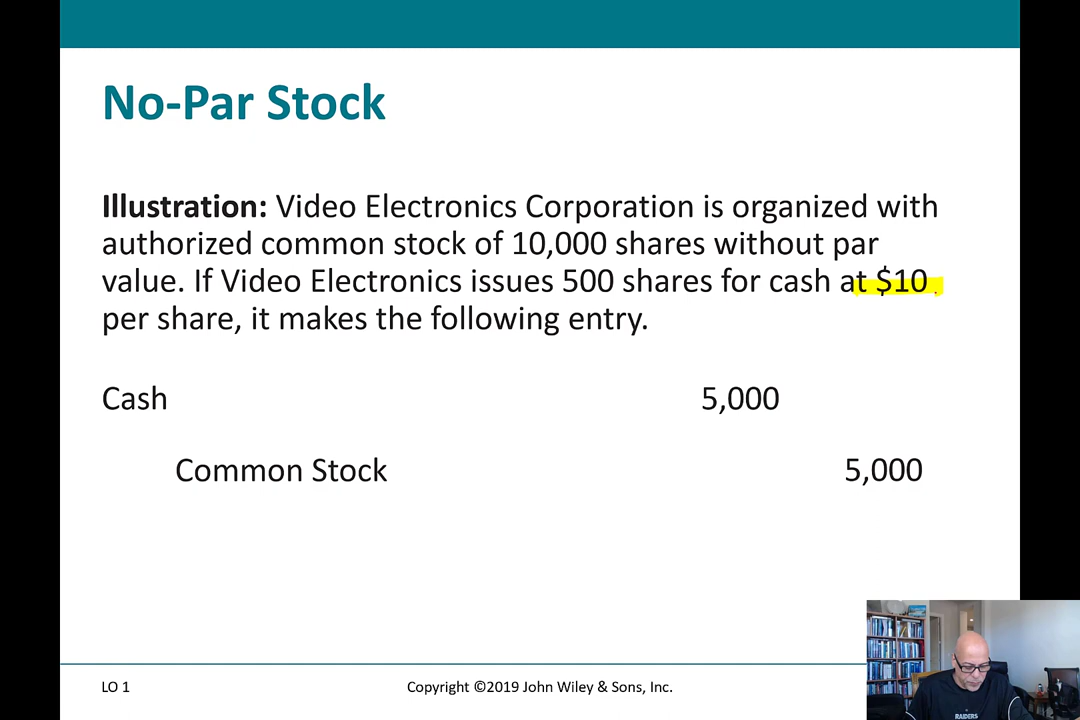 No-Par Stock
Illustration: Video Electronics Corporation is organized with
authorized common stock of 10,000 shares without par
value. If Video Electronics issues 500 shares for cash at $10
per share, it makes the following entry.
Cash 5,000
Common Stock 5,000
LO 1 Copyright ©2019 John Wiley & Sons, Inc.
RAIDERS